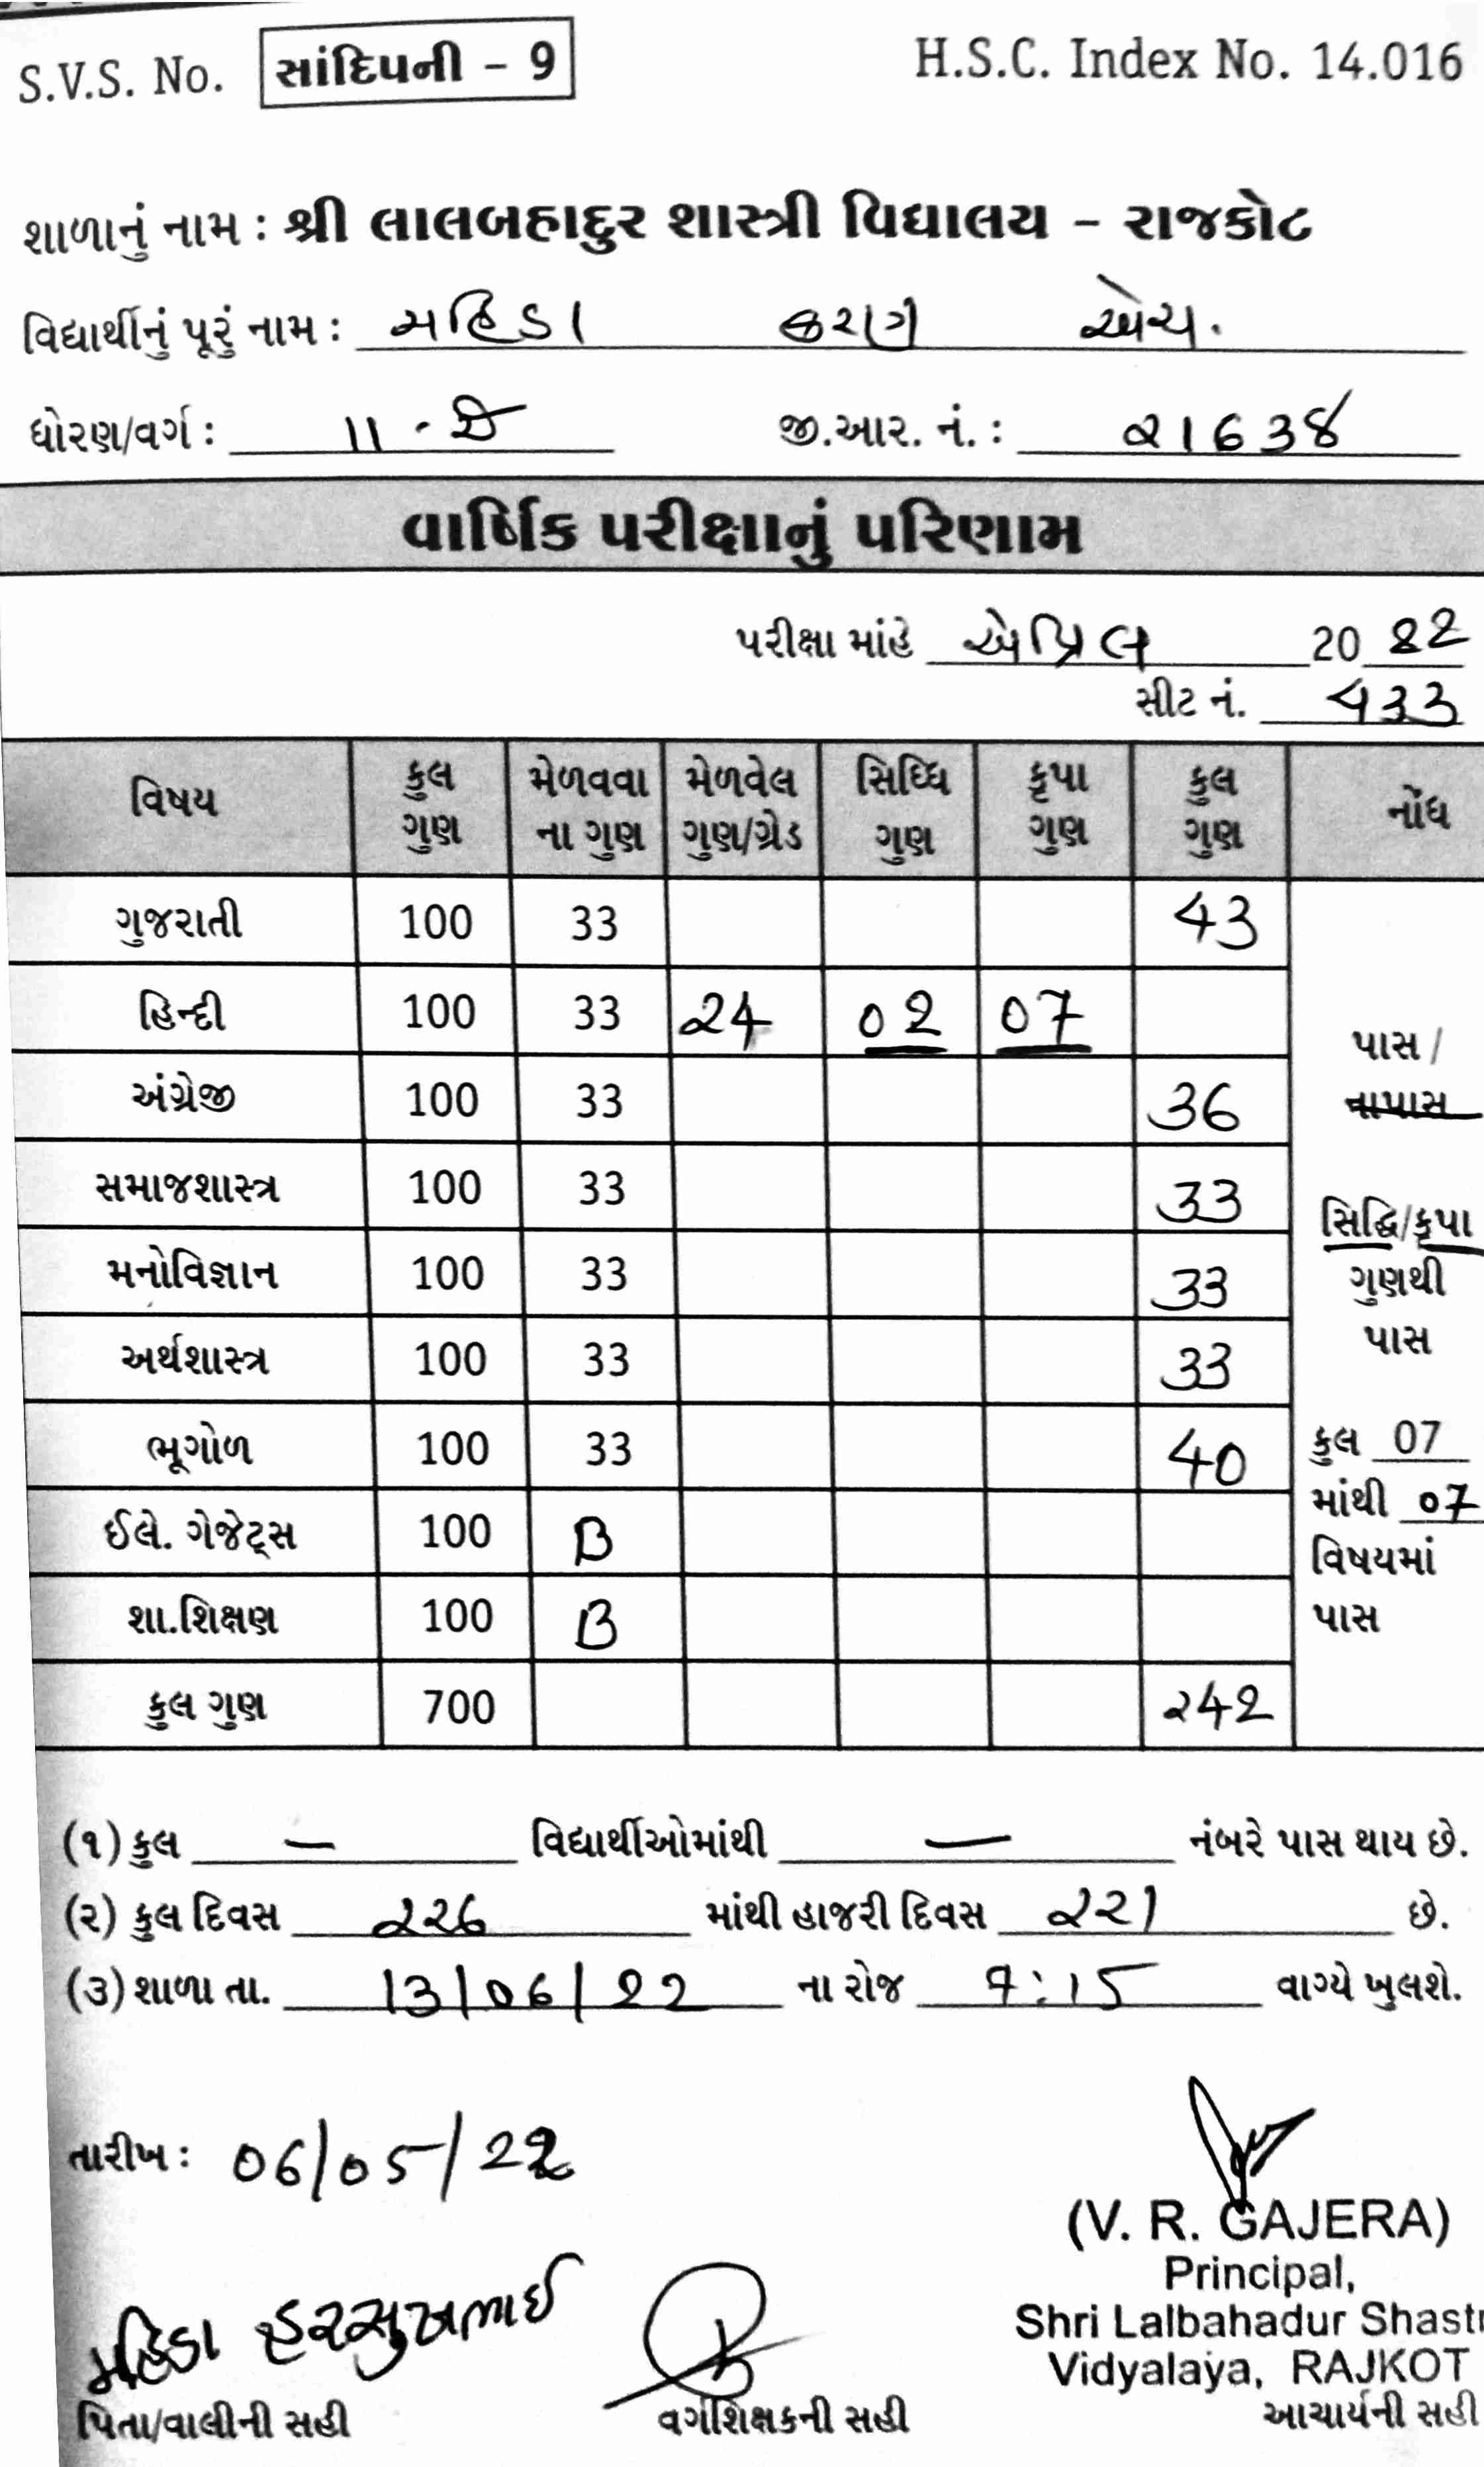 S.V.S. No. સાંદિપની - 9 H.S.C. Index No. 14.016
શાળાનું નામ : શ્રી લાલબહાદુર શાસ્ત્રી વિદ્યાલય - રાજકોટ
વિદ્યાર્થીનું પૂરું નામ : મહિડા કરણ એચ.
ધોરણ/વર્ગ : 11 - જી.આર. નં. : ૨1638
વાર્ષિક પરીક્ષાનું પરિણામ
પરીક્ષા માંહે એપ્રિલ 20 22
સીટ નં. 433
વિષય કુલ ગુણ મેળવવા ના ગુણ મેળવેલ ગુણ/ગ્રેડ સિધ્ધિ ગુણ કૃપા ગુણ કુલ ગુણ નોંધ
ગુજરાતી 100 33 43
હિન્દી 100 33 24 02 07
પાસ /
અંગ્રેજી 100 33 36 નાપાસ
સમાજશાસ્ત્ર 100 33 33
સિદ્ધિ/કૃપા
મનોવિજ્ઞાન 100 33 33 ગુણથી
અર્થશાસ્ત્ર 100 33 33 પાસ
ભૂગોળ 100 33 40 કુલ 07
માંથી 07
ઈલે. ગેજેટ્સ 100 B વિષયમાં
શા.શિક્ષણ 100 B પાસ
કુલ ગુણ 700 242
(૧) કુલ — વિદ્યાર્થીઓમાંથી — નંબરે પાસ થાય છે.
(૨) કુલ દિવસ 226 માંથી હાજરી દિવસ 221 છે.
(૩) શાળા તા. 13/06/22 ના રોજ 7:15 વાગ્યે ખુલશે.
તારીખ : 06/05/22
(V. R. GAJERA)
Principal,
Shri Lalbahadur Shastr
Vidyalaya, RAJKOT
મહિડા હરસુખભાઈ
પિતા/વાલીની સહી વર્ગશિક્ષકની સહી આચાર્યની સહી